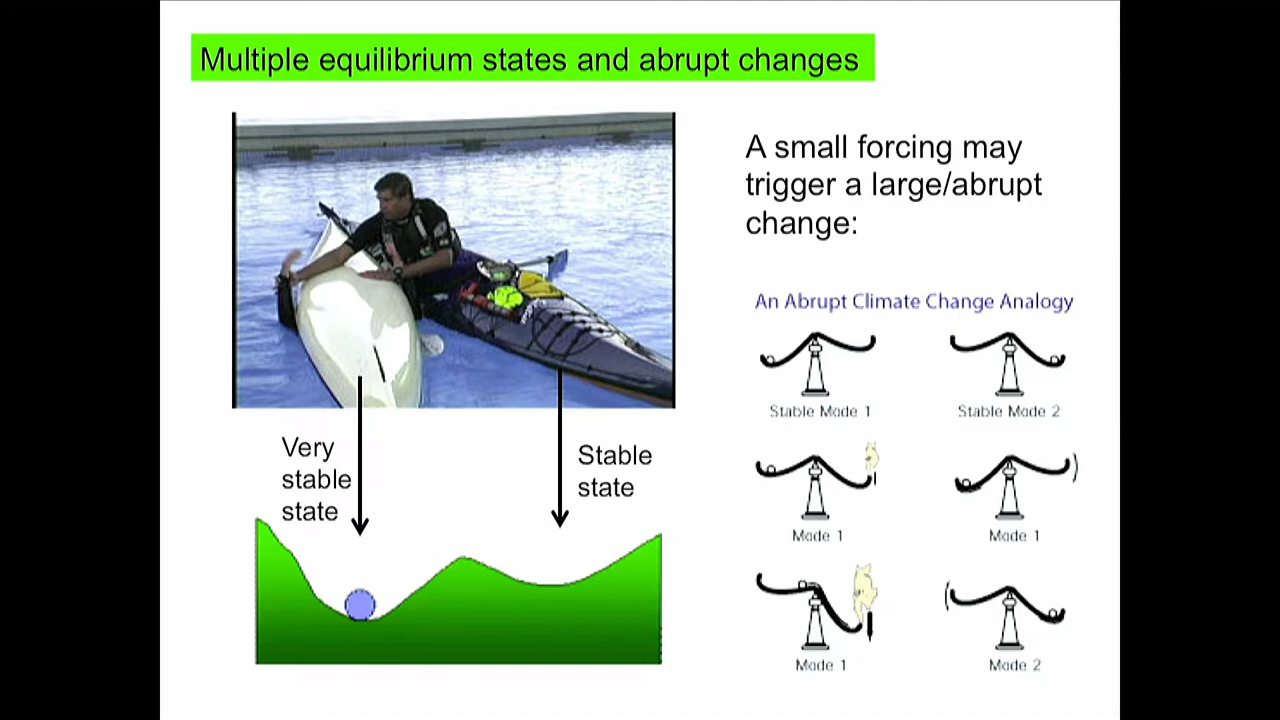 Multiple equilibrium states and abrupt changes
A small forcing may
trigger a large/abrupt
change:
An Abrupt Climate Change Analogy
Stable Mode 1
Stable Mode 2
Very
stable
state
Stable
state
Mode 1
Mode 1
Mode 1
Mode 2